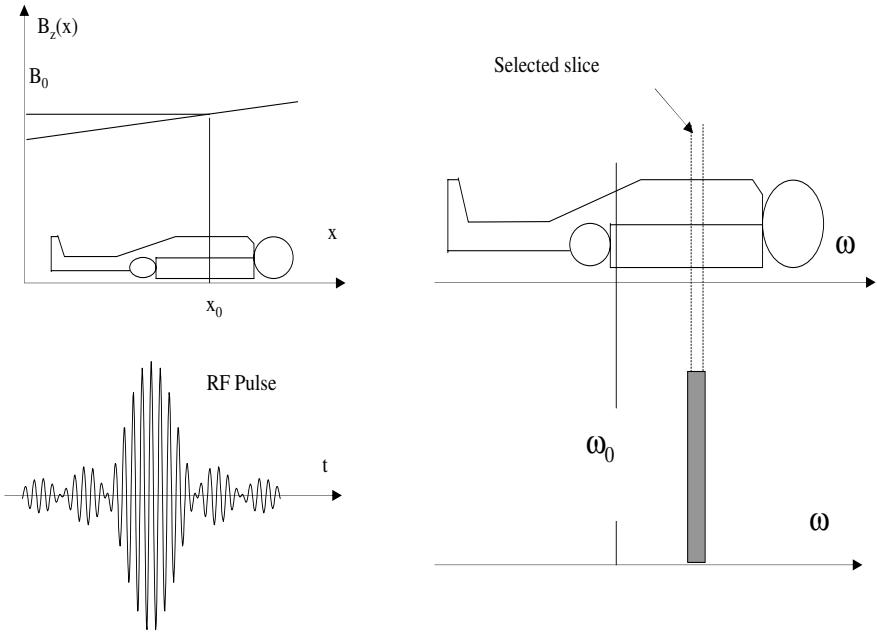 B_z(x)
B_0
x
x_0
RF Pulse
t
Selected slice
ω
ω_0
ω